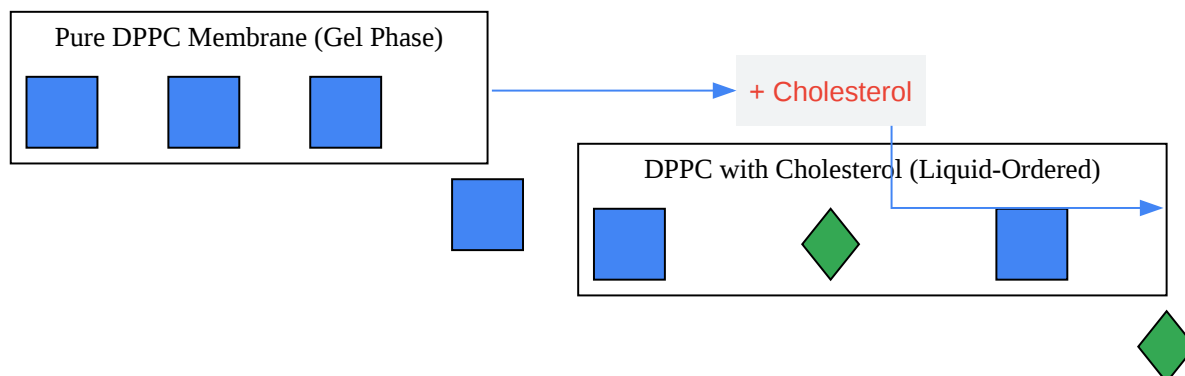 Pure DPPC Membrane (Gel Phase)
+ Cholesterol
DPPC with Cholesterol (Liquid-Ordered)